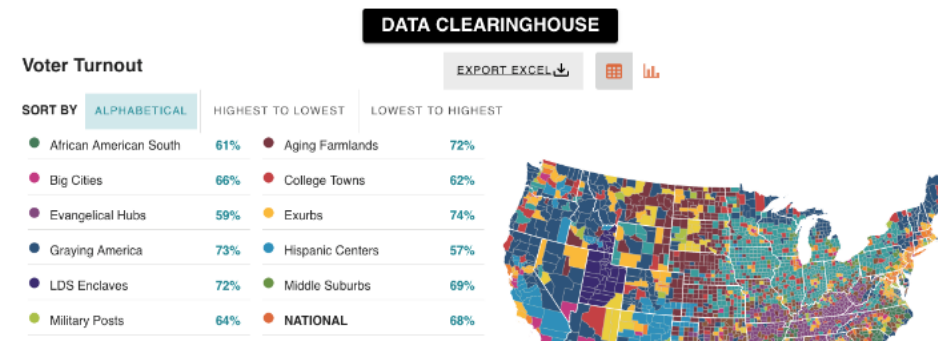 DATA CLEARINGHOUSE
Voter Turnout
EXPORT EXCEL
SORT BY ALPHABETICAL HIGHEST TO LOWEST LOWEST TO HIGHEST
African American South 61% Aging Farmlands 72%
Big Cities 66% College Towns 62%
Evangelical Hubs 59% Exurbs 74%
Graying America 73% Hispanic Centers 57%
LDS Enclaves 72% Middle Suburbs 69%
Military Posts 64% NATIONAL 68%